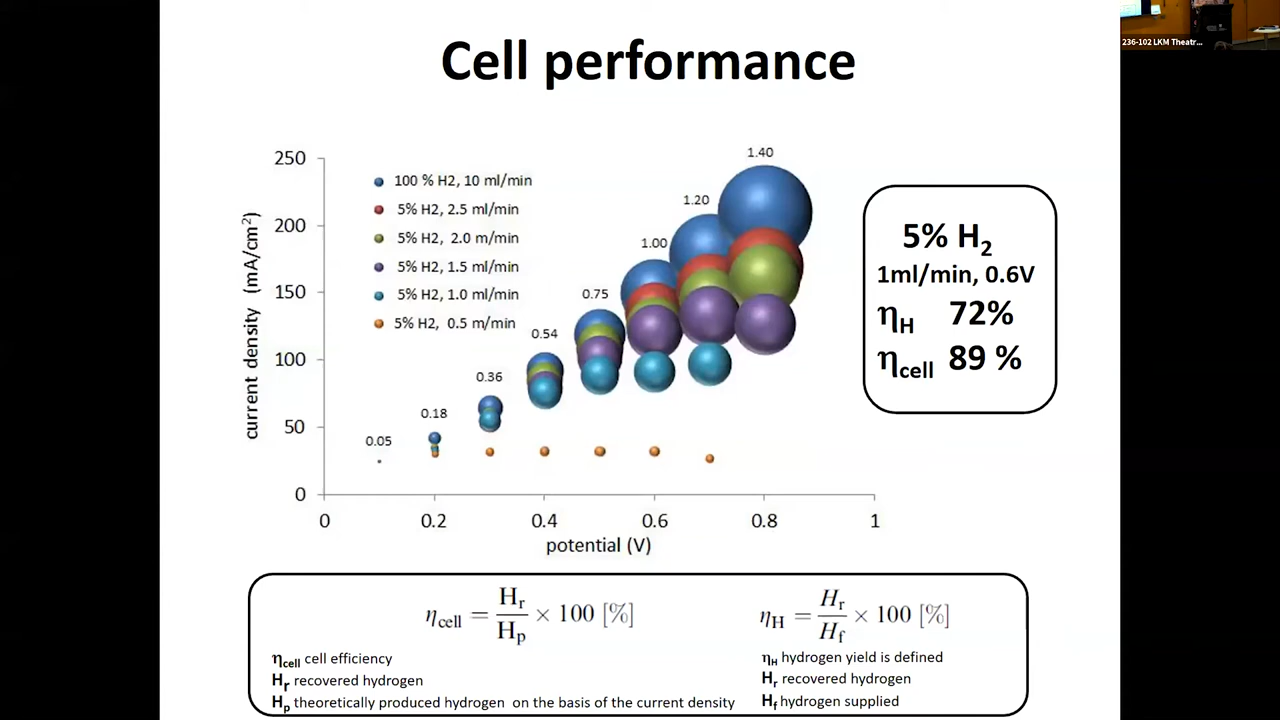 Cell performance
236-102 LKM Theatr...
250
200
150
100
50
0
0
0.2
0.4
0.6
0.8
1
current density (mA/cm²)
potential (V)
100 % H2, 10 ml/min
5% H2, 2.5 ml/min
5% H2, 2.0 m/min
5% H2, 1.5 ml/min
5% H2, 1.0 ml/min
5% H2, 0.5 m/min
0.05
0.18
0.36
0.54
0.75
1.00
1.20
1.40
5% H₂
1ml/min, 0.6V
ηH 72%
ηcell 89 %
ηcell = Hr/Hp × 100 [%]
ηcell cell efficiency
Hr recovered hydrogen
Hp theoretically produced hydrogen on the basis of the current density
ηH = Hr/Hf × 100 [%]
ηH hydrogen yield is defined
Hr recovered hydrogen
Hf hydrogen supplied